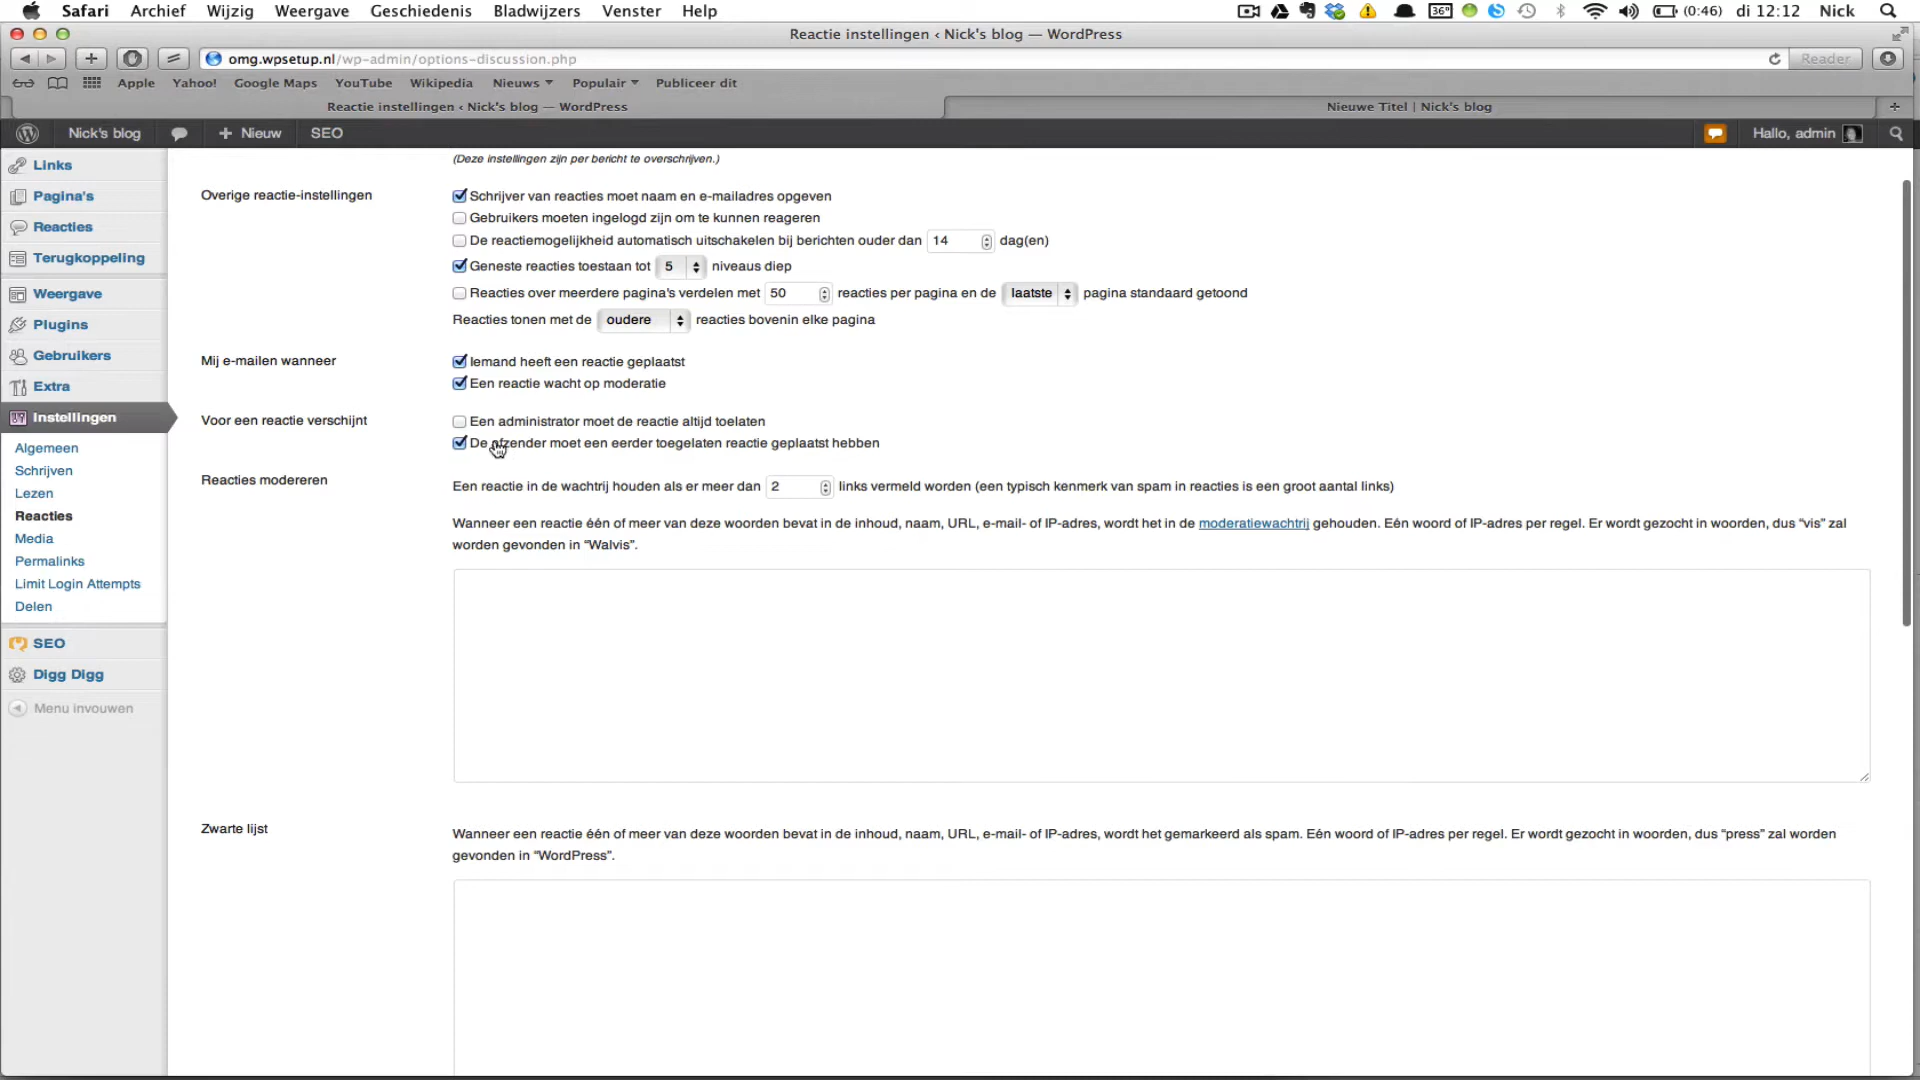 Safari Archief Wijzig Weergave Geschiedenis Bladwijzers Venster Help 36° (0:46) di 12:12 Nick
Reactie instellingen ‹ Nick's blog — WordPress
omg.wpsetup.nl/wp-admin/options-discussion.php Reader
Apple Yahoo! Google Maps YouTube Wikipedia Nieuws Populair Publiceer dit
Reactie instellingen ‹ Nick's blog — WordPress Nieuwe Titel | Nick's blog
Nick's blog + Nieuw SEO Hallo, admin
Links
Pagina's
Reacties
Terugkoppeling
Weergave
Plugins
Gebruikers
Extra
Instellingen
Algemeen
Schrijven
Lezen
Reacties
Media
Permalinks
Limit Login Attempts
Delen
SEO
Digg Digg
Menu invouwen
(Deze instellingen zijn per bericht te overschrijven.)
Overige reactie-instellingen
Schrijver van reacties moet naam en e-mailadres opgeven
Gebruikers moeten ingelogd zijn om te kunnen reageren
De reactiemogelijkheid automatisch uitschakelen bij berichten ouder dan 14 dag(en)
Geneste reacties toestaan tot 5 niveaus diep
Reacties over meerdere pagina's verdelen met 50 reacties per pagina en de laatste pagina standaard getoond
Reacties tonen met de oudere reacties bovenin elke pagina
Mij e-mailen wanneer
Iemand heeft een reactie geplaatst
Een reactie wacht op moderatie
Voor een reactie verschijnt
Een administrator moet de reactie altijd toelaten
De afzender moet een eerder toegelaten reactie geplaatst hebben
Reacties modereren
Een reactie in de wachtrij houden als er meer dan 2 links vermeld worden (een typisch kenmerk van spam in reacties is een groot aantal links)
Wanneer een reactie één of meer van deze woorden bevat in de inhoud, naam, URL, e-mail- of IP-adres, wordt het in de moderatiewachtrij gehouden. Eén woord of IP-adres per regel. Er wordt gezocht in woorden, dus “vis” zal
worden gevonden in “Walvis”.
Zwarte lijst
Wanneer een reactie één of meer van deze woorden bevat in de inhoud, naam, URL, e-mail- of IP-adres, wordt het gemarkeerd als spam. Eén woord of IP-adres per regel. Er wordt gezocht in woorden, dus “press” zal worden
gevonden in “WordPress”.